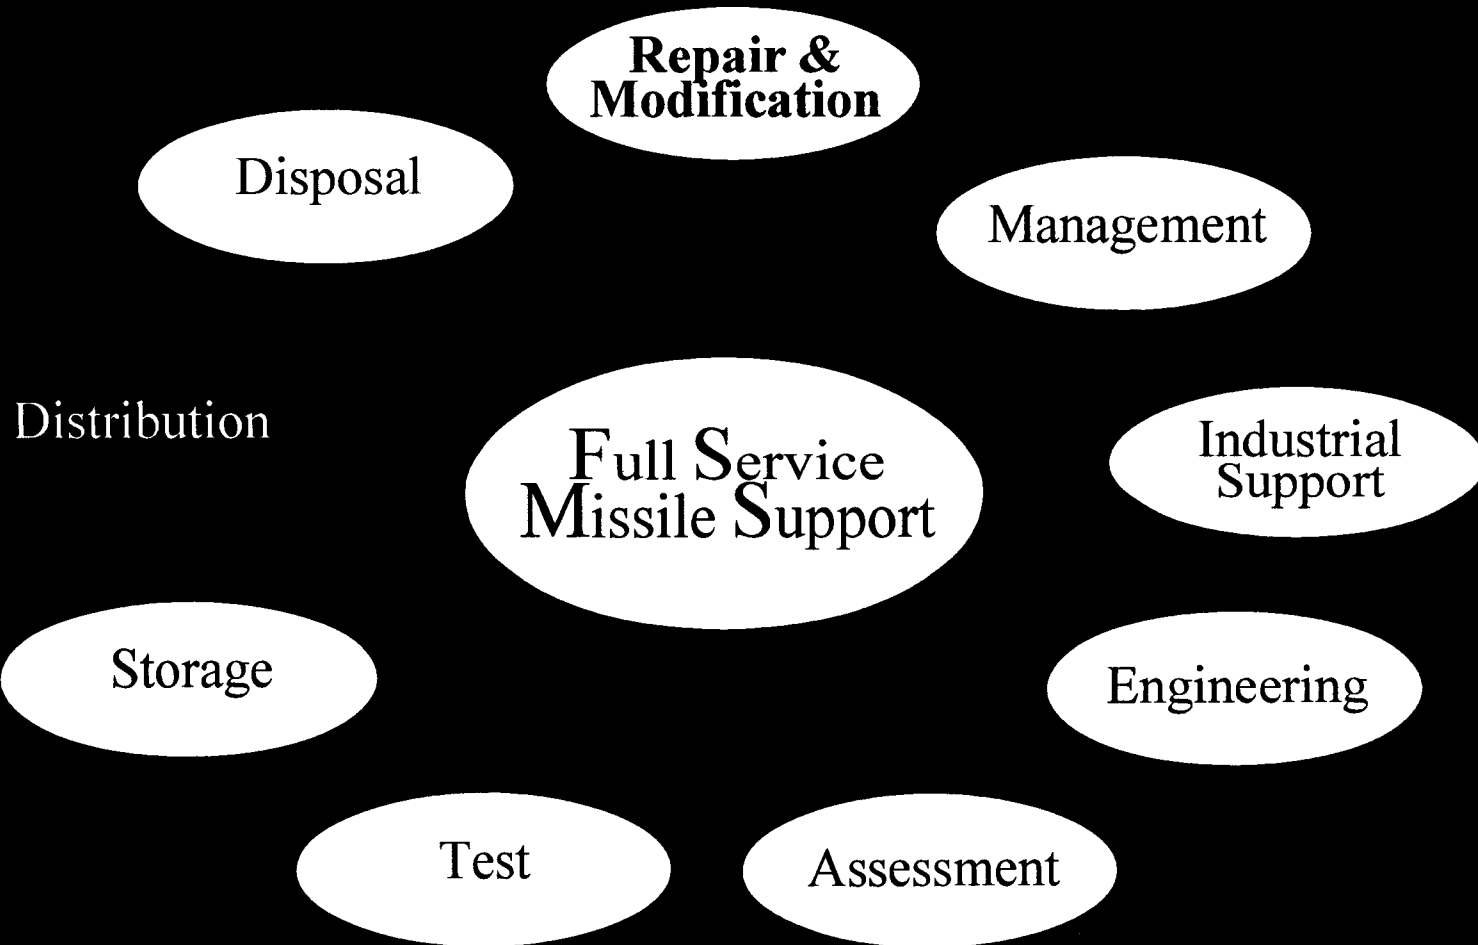 Repair &
Modification
Disposal
Management
Distribution
Full Service
Missile Support
Industrial
Support
Storage
Engineering
Test
Assessment